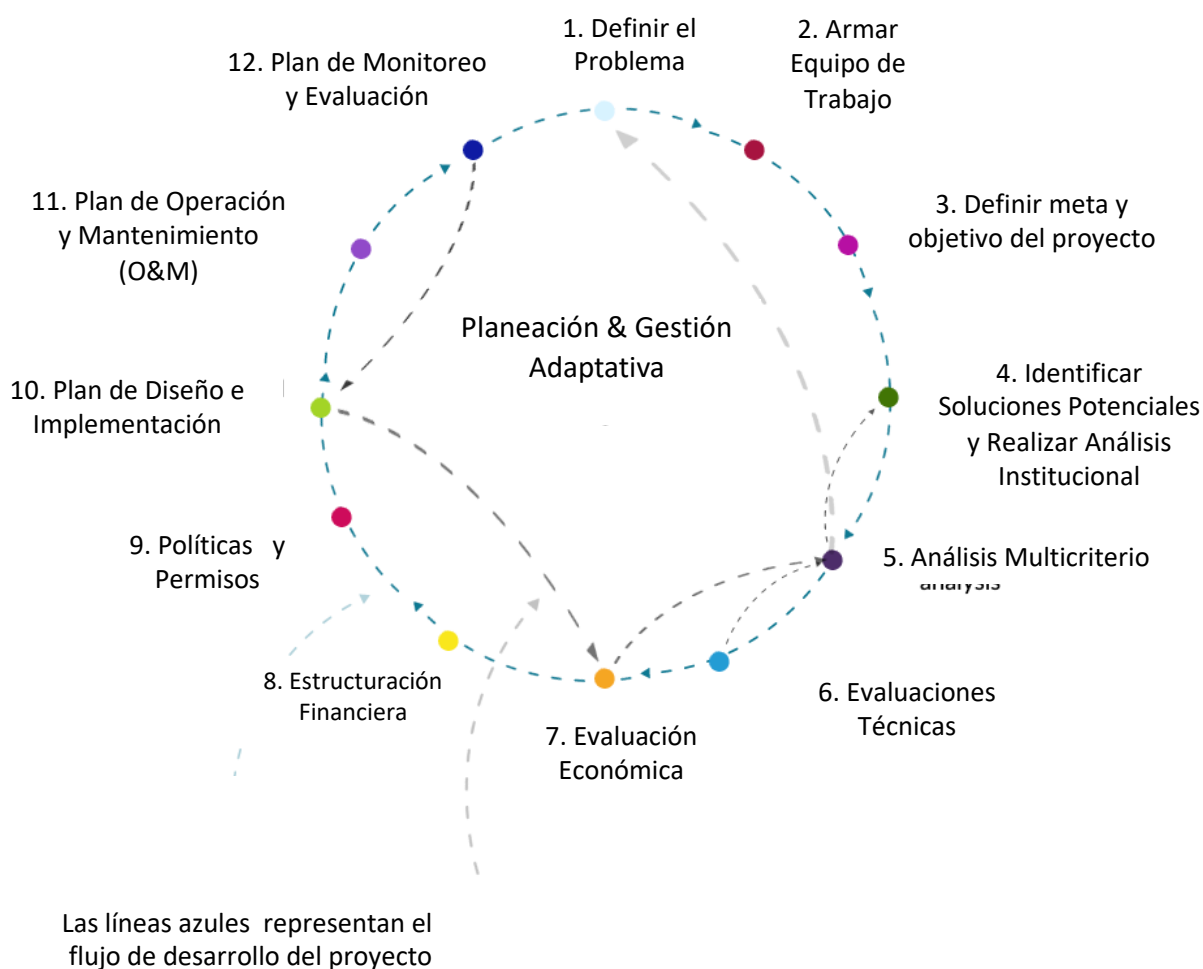 1. Definir el
Problema
2. Armar
Equipo de
Trabajo
3. Definir meta y
objetivo del proyecto
4. Identificar
Soluciones Potenciales
y Realizar Análisis
Institucional
5. Análisis Multicriterio
analysis
6. Evaluaciones
Técnicas
7. Evaluación
Económica
8. Estructuración
Financiera
9. Políticas y
Permisos
10. Plan de Diseño e
Implementación
11. Plan de Operación
y Mantenimiento
(O&M)
12. Plan de Monitoreo
y Evaluación
Planeación & Gestión
Adaptativa
Las líneas azules representan el
flujo de desarrollo del proyecto